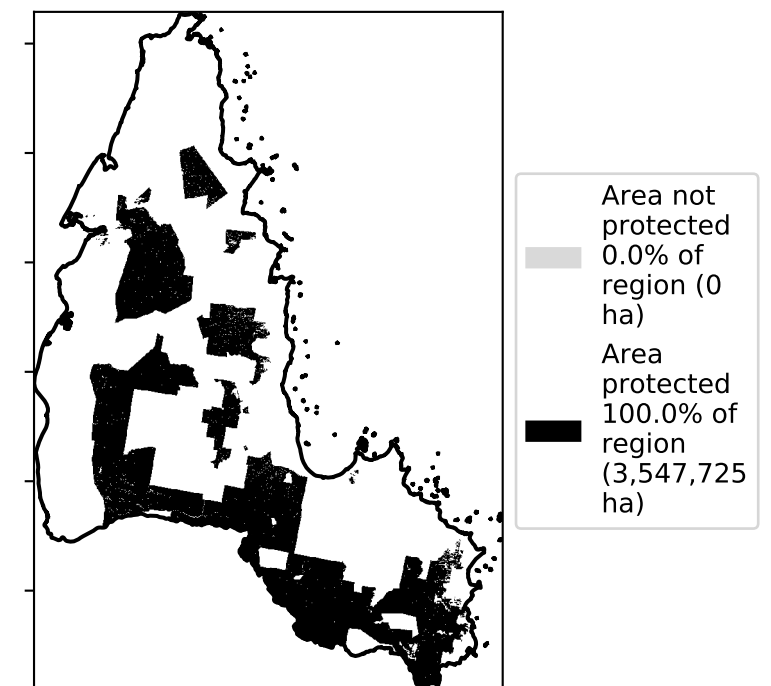 Area not
protected
0.0% of
region (0
ha)
Area
protected
100.0% of
region
(3,547,725
ha)